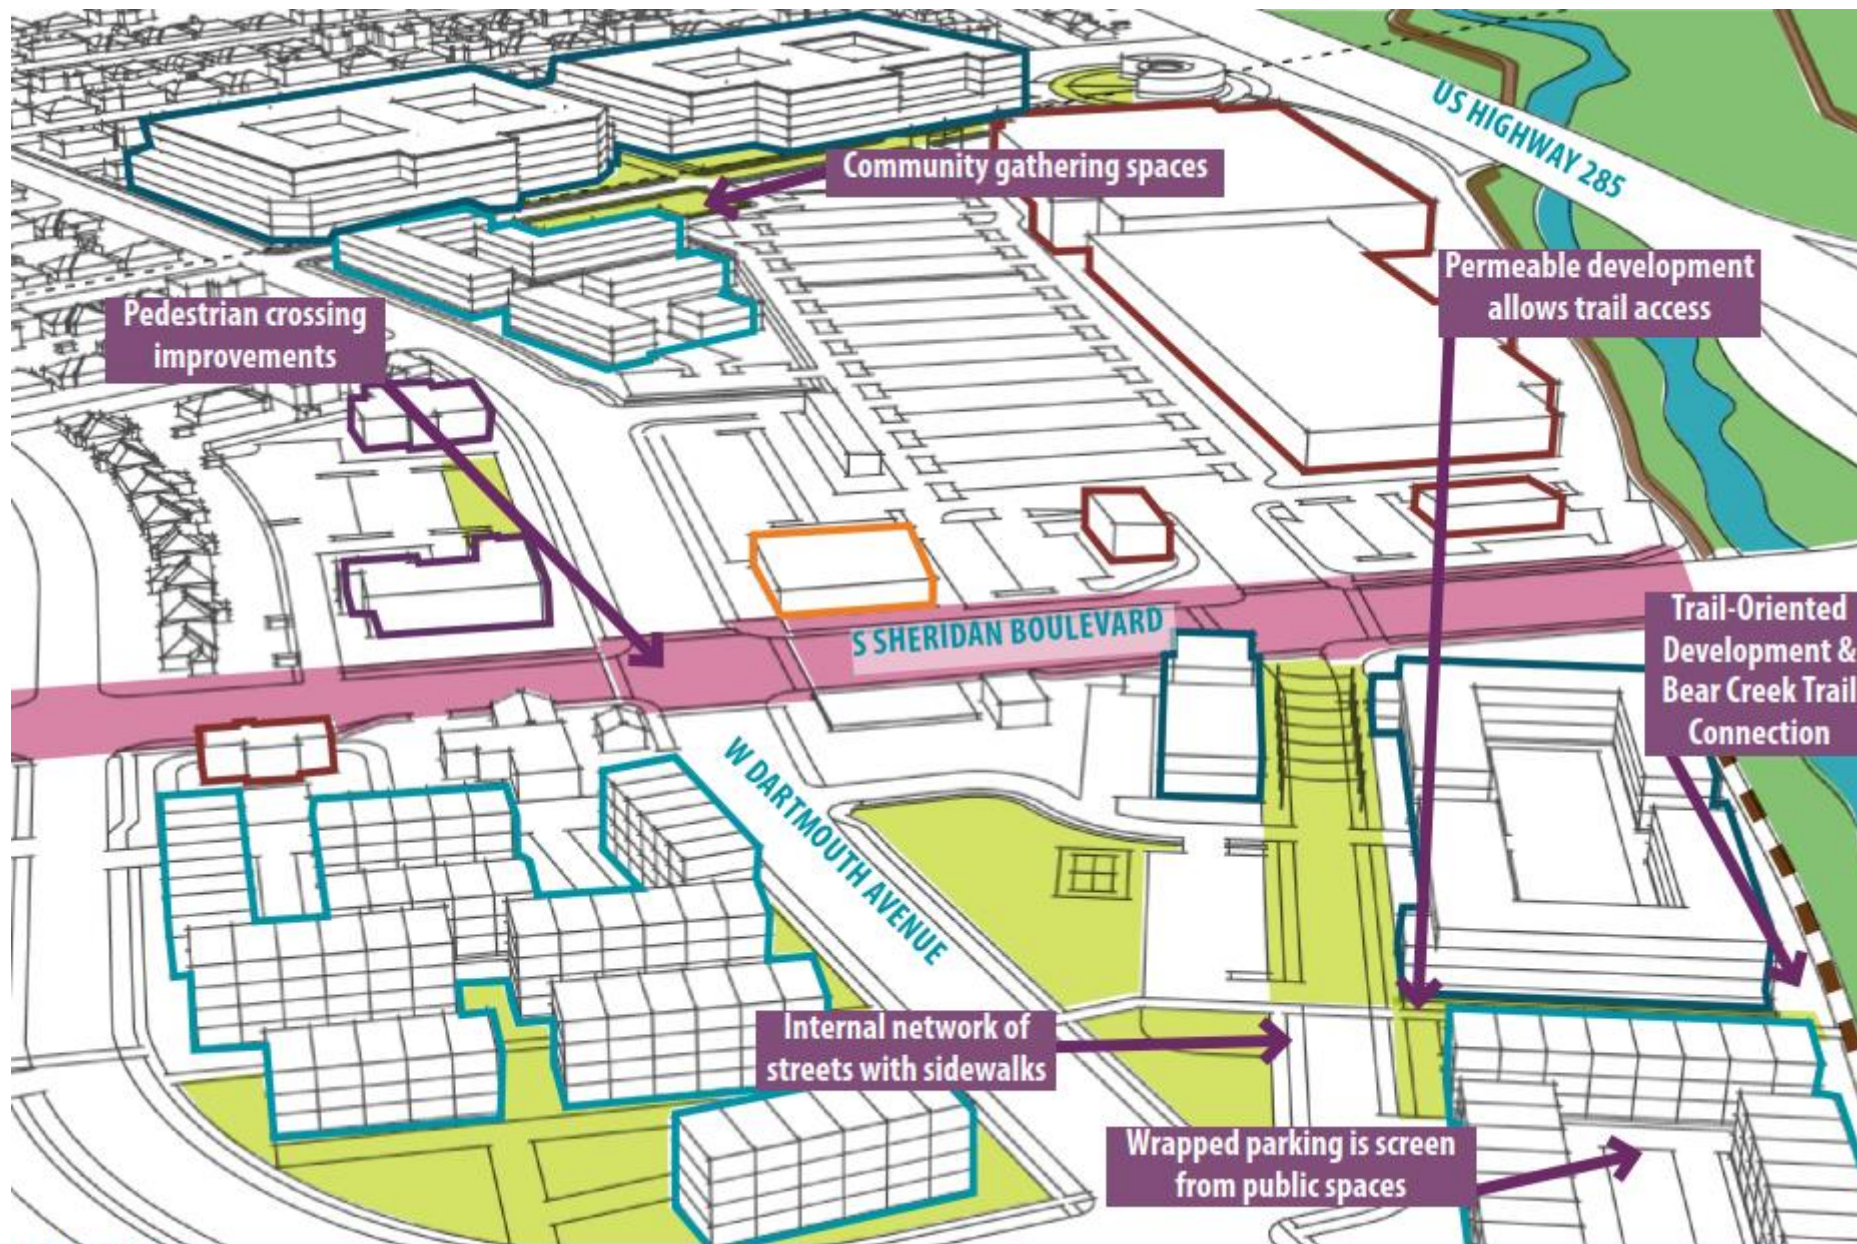 US HIGHWAY 285
Community gathering spaces
Permeable development
allows trail access
Pedestrian crossing
improvements
S SHERIDAN BOULEVARD
Trail-Oriented
Development &
Bear Creek Trail
Connection
W DARTMOUTH AVENUE
Internal network of
streets with sidewalks
Wrapped parking is screen
from public spaces